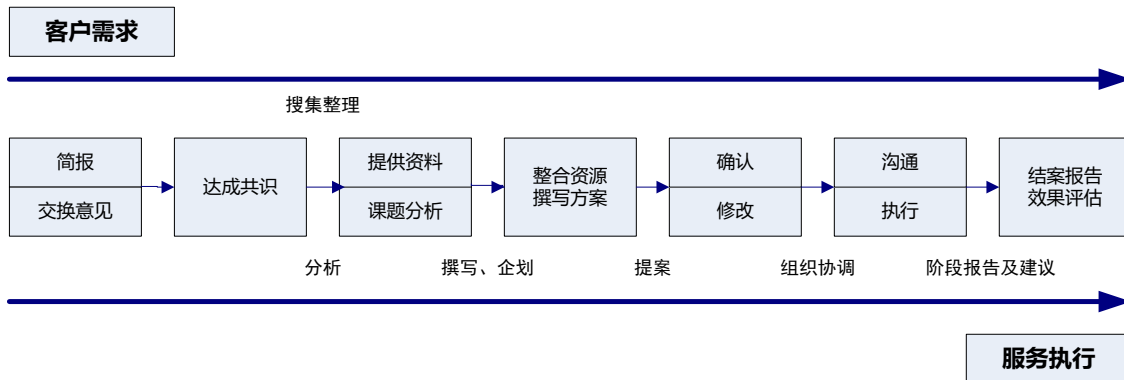 客户需求
搜集整理
简报
交换意见
达成共识
提供资料
课题分析
整合资源
撰写方案
确认
修改
沟通
执行
结案报告
效果评估
分析
撰写、企划
提案
组织协调
阶段报告及建议
服务执行